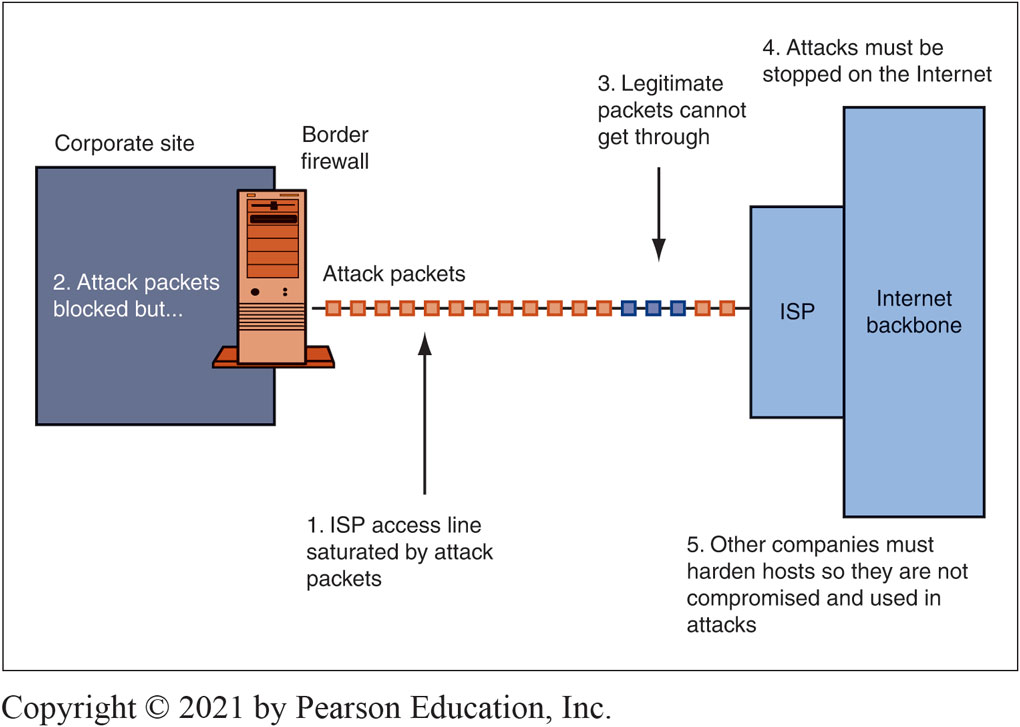 4. Attacks must be
stopped on the Internet
3. Legitimate
packets cannot
get through
Border
firewall
Corporate site
2. Attack packets
blocked but...
Attack packets
ISP
Internet
backbone
1. ISP access line
saturated by attack
packets
5. Other companies must
harden hosts so they are not
compromised and used in
attacks
Copyright © 2021 by Pearson Education, Inc.